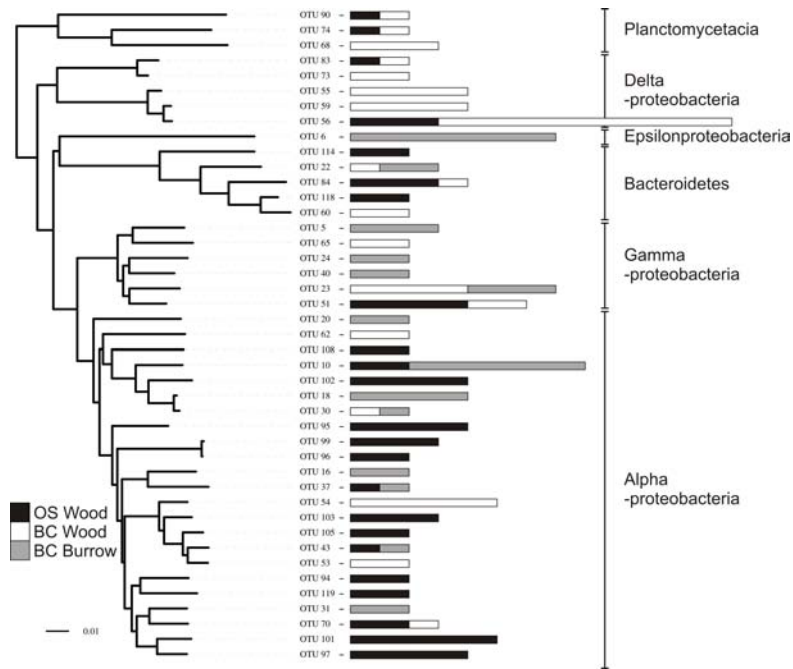 OTU 90
OTU 74
OTU 68
Planctomycetacia
OTU 83
OTU 73
OTU 55
OTU 59
OTU 56
Delta
-proteobacteria
OTU 6
Epsilonproteobacteria
OTU 114
OTU 22
OTU 84
OTU 118
OTU 60
Bacteroidetes
OTU 5
OTU 65
OTU 24
OTU 40
OTU 23
OTU 51
Gamma
-proteobacteria
OTU 20
OTU 62
OTU 108
OTU 10
OTU 102
OTU 18
OTU 30
OTU 95
OTU 99
OTU 96
OTU 16
OTU 37
OTU 54
OTU 103
OTU 105
OTU 43
OTU 53
OTU 94
OTU 119
OTU 31
OTU 70
OTU 101
OTU 97
Alpha
-proteobacteria
OS Wood
BC Wood
BC Burrow
0.01